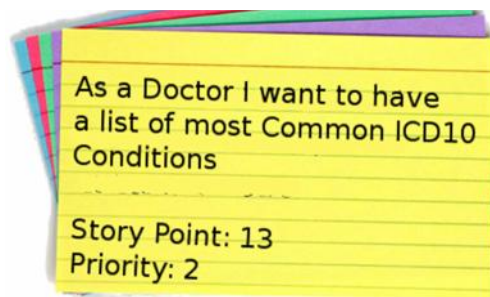 As a Doctor I want to have
a list of most Common ICD10
Conditions
Story Point: 13
Priority: 2